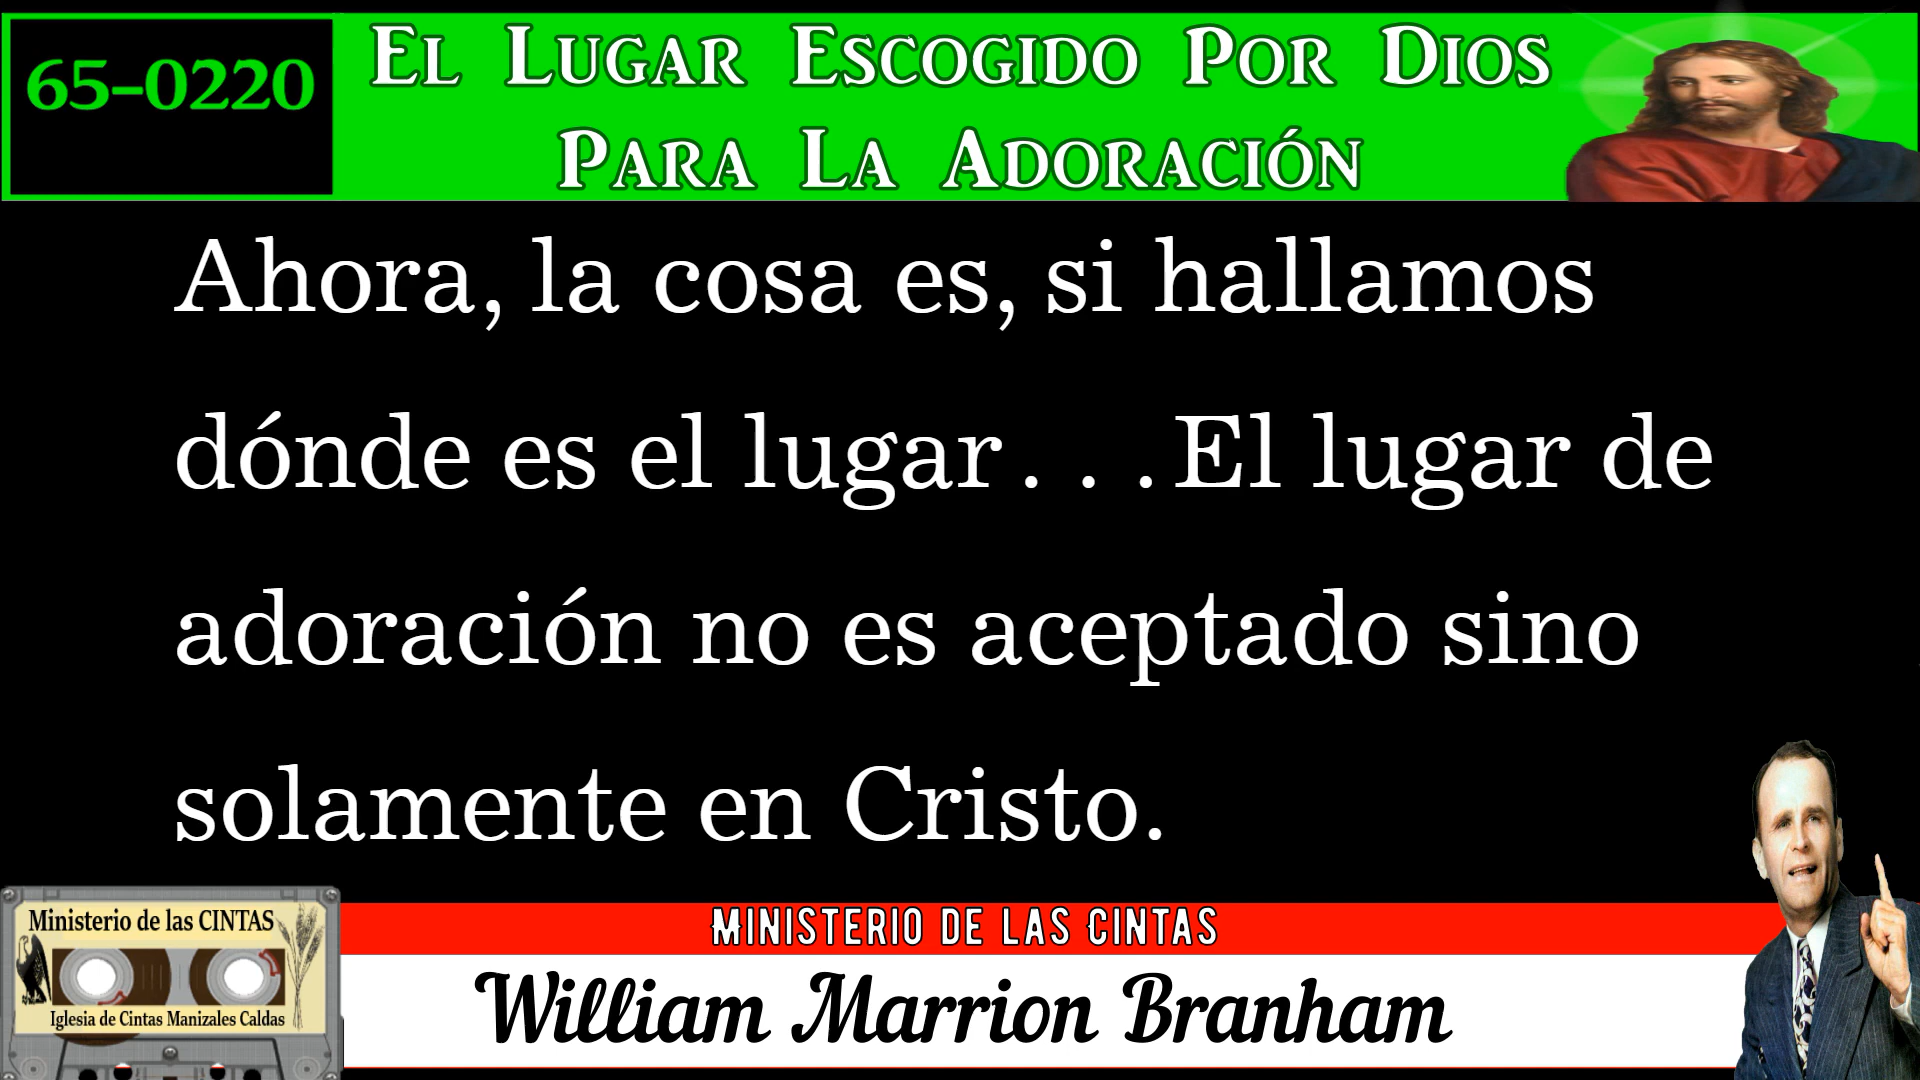 65-0220
El Lugar Escogido Por Dios
Para La Adoración
Ahora, la cosa es, si hallamos
dónde es el lugar. . .El lugar de
adoración no es aceptado sino
solamente en Cristo.
Ministerio de las CINTAS
Iglesia de Cintas Manizales Caldas
MINISTERIO DE LAS CINTAS
William Marrion Branham